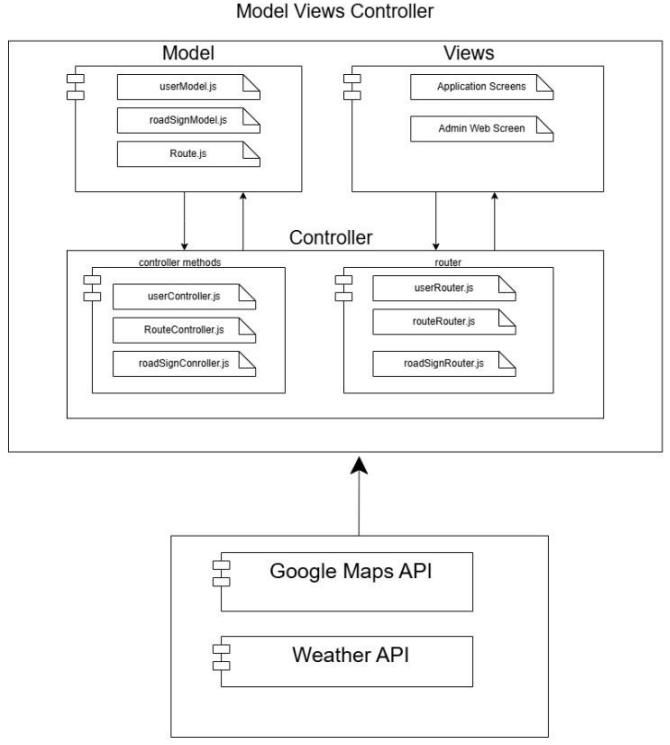 Model Views Controller
Model
userModel.js
roadSignModel.js
Route.js
Views
Application Screens
Admin Web Screen
Controller
controller methods
userController.js
RouteController.js
roadSignConroller.js
router
userRouter.js
routeRouter.js
roadSignRouter.js
Google Maps API
Weather API